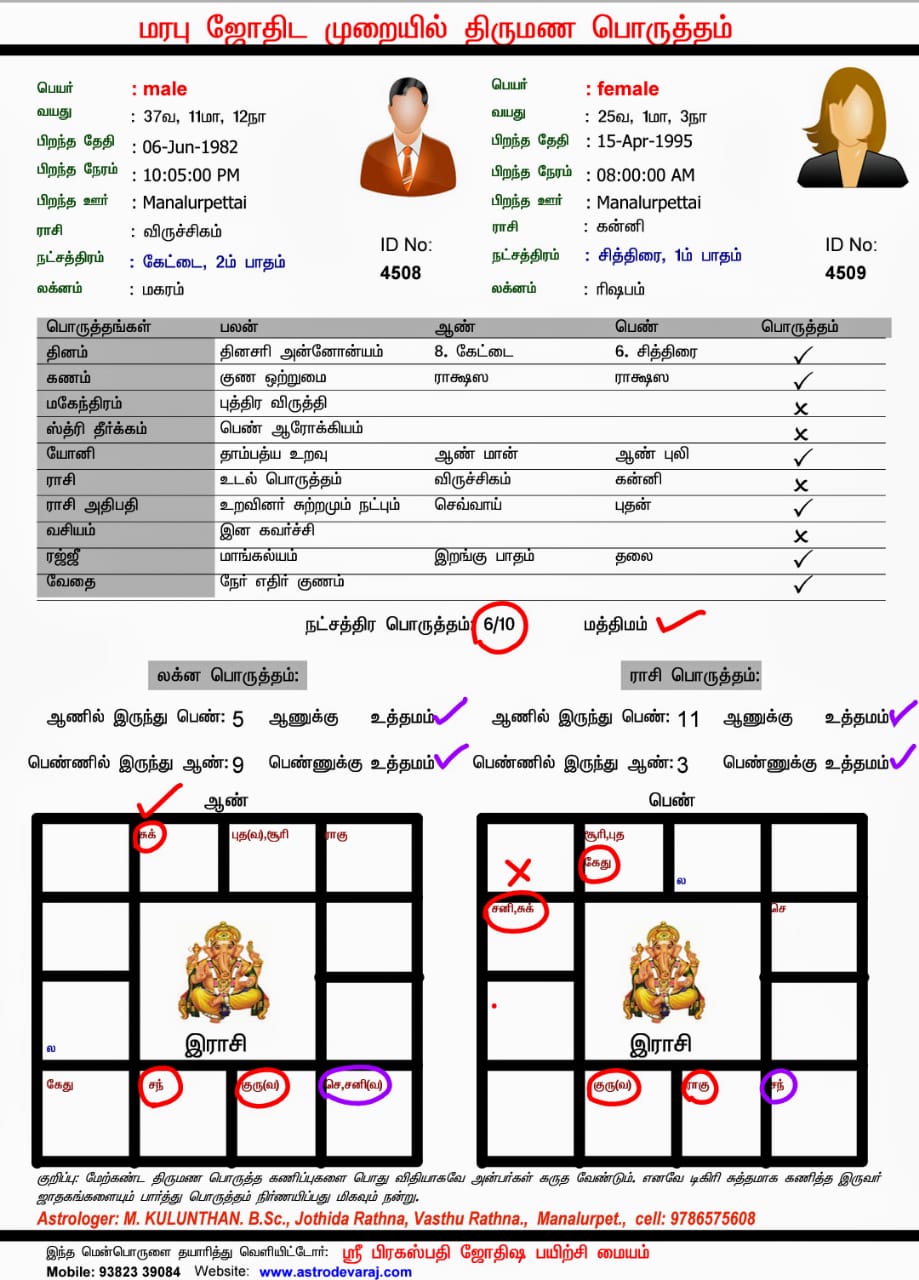 மரபு ஜோதிட முறையில் திருமண பொருத்தம்
பெயர் : male
வயது : 37வ, 11மா, 12நா
பிறந்த தேதி : 06-Jun-1982
பிறந்த நேரம் : 10:05:00 PM
பிறந்த ஊர் : Manalurpettai
ராசி : விருச்சிகம்
நட்சத்திரம் : கேட்டை, 2ம் பாதம்
லக்னம் : மகரம்
ID No:
4508
பெயர் : female
வயது : 25வ, 1மா, 3நா
பிறந்த தேதி : 15-Apr-1995
பிறந்த நேரம் : 08:00:00 AM
பிறந்த ஊர் : Manalurpettai
ராசி : கன்னி
நட்சத்திரம் : சித்திரை, 1ம் பாதம்
லக்னம் : ரிஷபம்
ID No:
4509
பொருத்தங்கள் பலன் ஆண் பெண் பொருத்தம்
தினம் தினசரி அன்னோன்யம் 8. கேட்டை 6. சித்திரை ✓
கணம் குண ஒற்றுமை ராக்ஷஸ ராக்ஷஸ ✓
மகேந்திரம் புத்திர விருத்தி x
ஸ்த்ரி தீர்க்கம் பெண் ஆரோக்கியம் x
யோனி தாம்பத்ய உறவு ஆண் மான் ஆண் புலி ✓
ராசி உடல் பொருத்தம் விருச்சிகம் கன்னி x
ராசி அதிபதி உறவினர் சுற்றமும் நட்பும் செவ்வாய் புதன் ✓
வசியம் இன கவர்ச்சி x
ரஜ்ஜீ மாங்கல்யம் இறங்கு பாதம் தலை ✓
வேதை நேர் எதிர் குணம் ✓
நட்சத்திர பொருத்தம்: 6/10 மத்திமம்
லக்ன பொருத்தம்:
ஆணில் இருந்து பெண்: 5 ஆணுக்கு உத்தமம்
பெண்ணில் இருந்து ஆண்: 9 பெண்ணுக்கு உத்தமம்
ராசி பொருத்தம்:
ஆணில் இருந்து பெண்: 11 ஆணுக்கு உத்தமம்
பெண்ணில் இருந்து ஆண்: 3 பெண்ணுக்கு உத்தமம்
ஆண்
சுக் புத(வ),சூரி ராகு
ல
இராசி
கேது சந் குரு(வ) செ,சனி(வ)
பெண்
சூரி,புத
கேது
ல
சனி,சுக் செ
இராசி
குரு(வ) ராகு சந்
குறிப்பு: மேற்கண்ட திருமண பொருத்த கணிப்புகளை பொது விதியாகவே அன்பர்கள் கருத வேண்டும். எனவே டிகிரி சுத்தமாக கணித்த இருவர்
ஜாதகங்களையும் பார்த்து பொருத்தம் நிர்ணயிப்பது மிகவும் நன்று.
Astrologer: M. KULUNTHAN. B.Sc., Jothida Rathna, Vasthu Rathna., Manalurpet., cell: 9786575608
இந்த மென்பொருளை தயாரித்து வெளியிட்டோர்: ஸ்ரீ பிரகஸ்பதி ஜோதிஷ பயிற்சி மையம்
Mobile: 93823 39084 Website: www.astrodevaraj.com